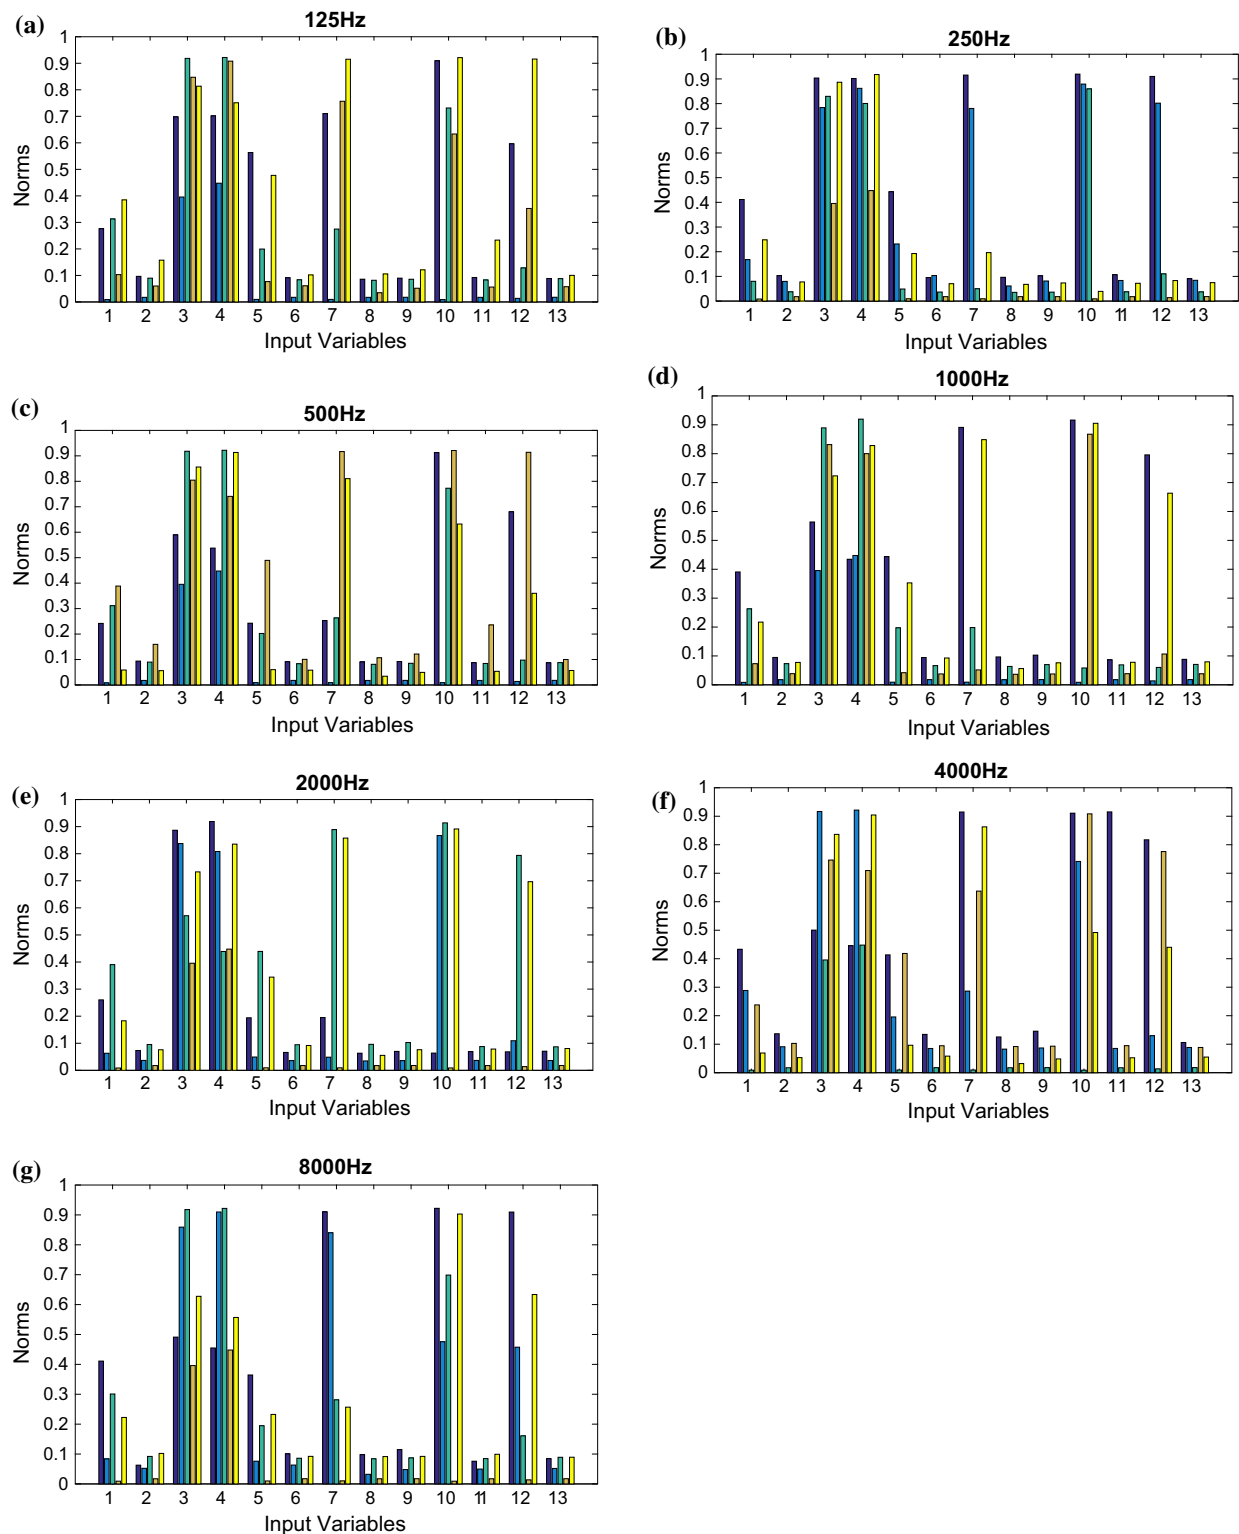 (a)
125Hz
1
0.9
0.8
0.7
0.6
0.5
0.4
0.3
0.2
0.1
0
Norms
1 2 3 4 5 6 7 8 9 10 11 12 13
Input Variables
(b)
250Hz
1
0.9
0.8
0.7
0.6
0.5
0.4
0.3
0.2
0.1
0
Norms
1 2 3 4 5 6 7 8 9 10 11 12 13
Input Variables
(c)
500Hz
1
0.9
0.8
0.7
0.6
0.5
0.4
0.3
0.2
0.1
0
Norms
1 2 3 4 5 6 7 8 9 10 11 12 13
Input Variables
(d)
1000Hz
1
0.9
0.8
0.7
0.6
0.5
0.4
0.3
0.2
0.1
0
Norms
1 2 3 4 5 6 7 8 9 10 11 12 13
Input Variables
(e)
2000Hz
1
0.9
0.8
0.7
0.6
0.5
0.4
0.3
0.2
0.1
0
Norms
1 2 3 4 5 6 7 8 9 10 11 12 13
Input Variables
(f)
4000Hz
1
0.9
0.8
0.7
0.6
0.5
0.4
0.3
0.2
0.1
0
Norms
1 2 3 4 5 6 7 8 9 10 11 12 13
Input Variables
(g)
8000Hz
1
0.9
0.8
0.7
0.6
0.5
0.4
0.3
0.2
0.1
0
Norms
1 2 3 4 5 6 7 8 9 10 11 12 13
Input Variables